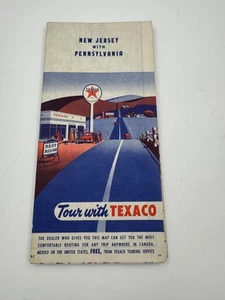 NEW JERSEY
WITH
PENNSYLVANIA
TEXACO
REST
ROOM
Tour with TEXACO
THE DEALER WHO GIVES YOU THIS MAP CAN GET YOU THE MOST
COMFORTABLE ROUTING FOR ANY TRIP ANYWHERE IN CANADA,
MEXICO OR THE UNITED STATES, FREE, FROM TEXACO TOURING SERVICE